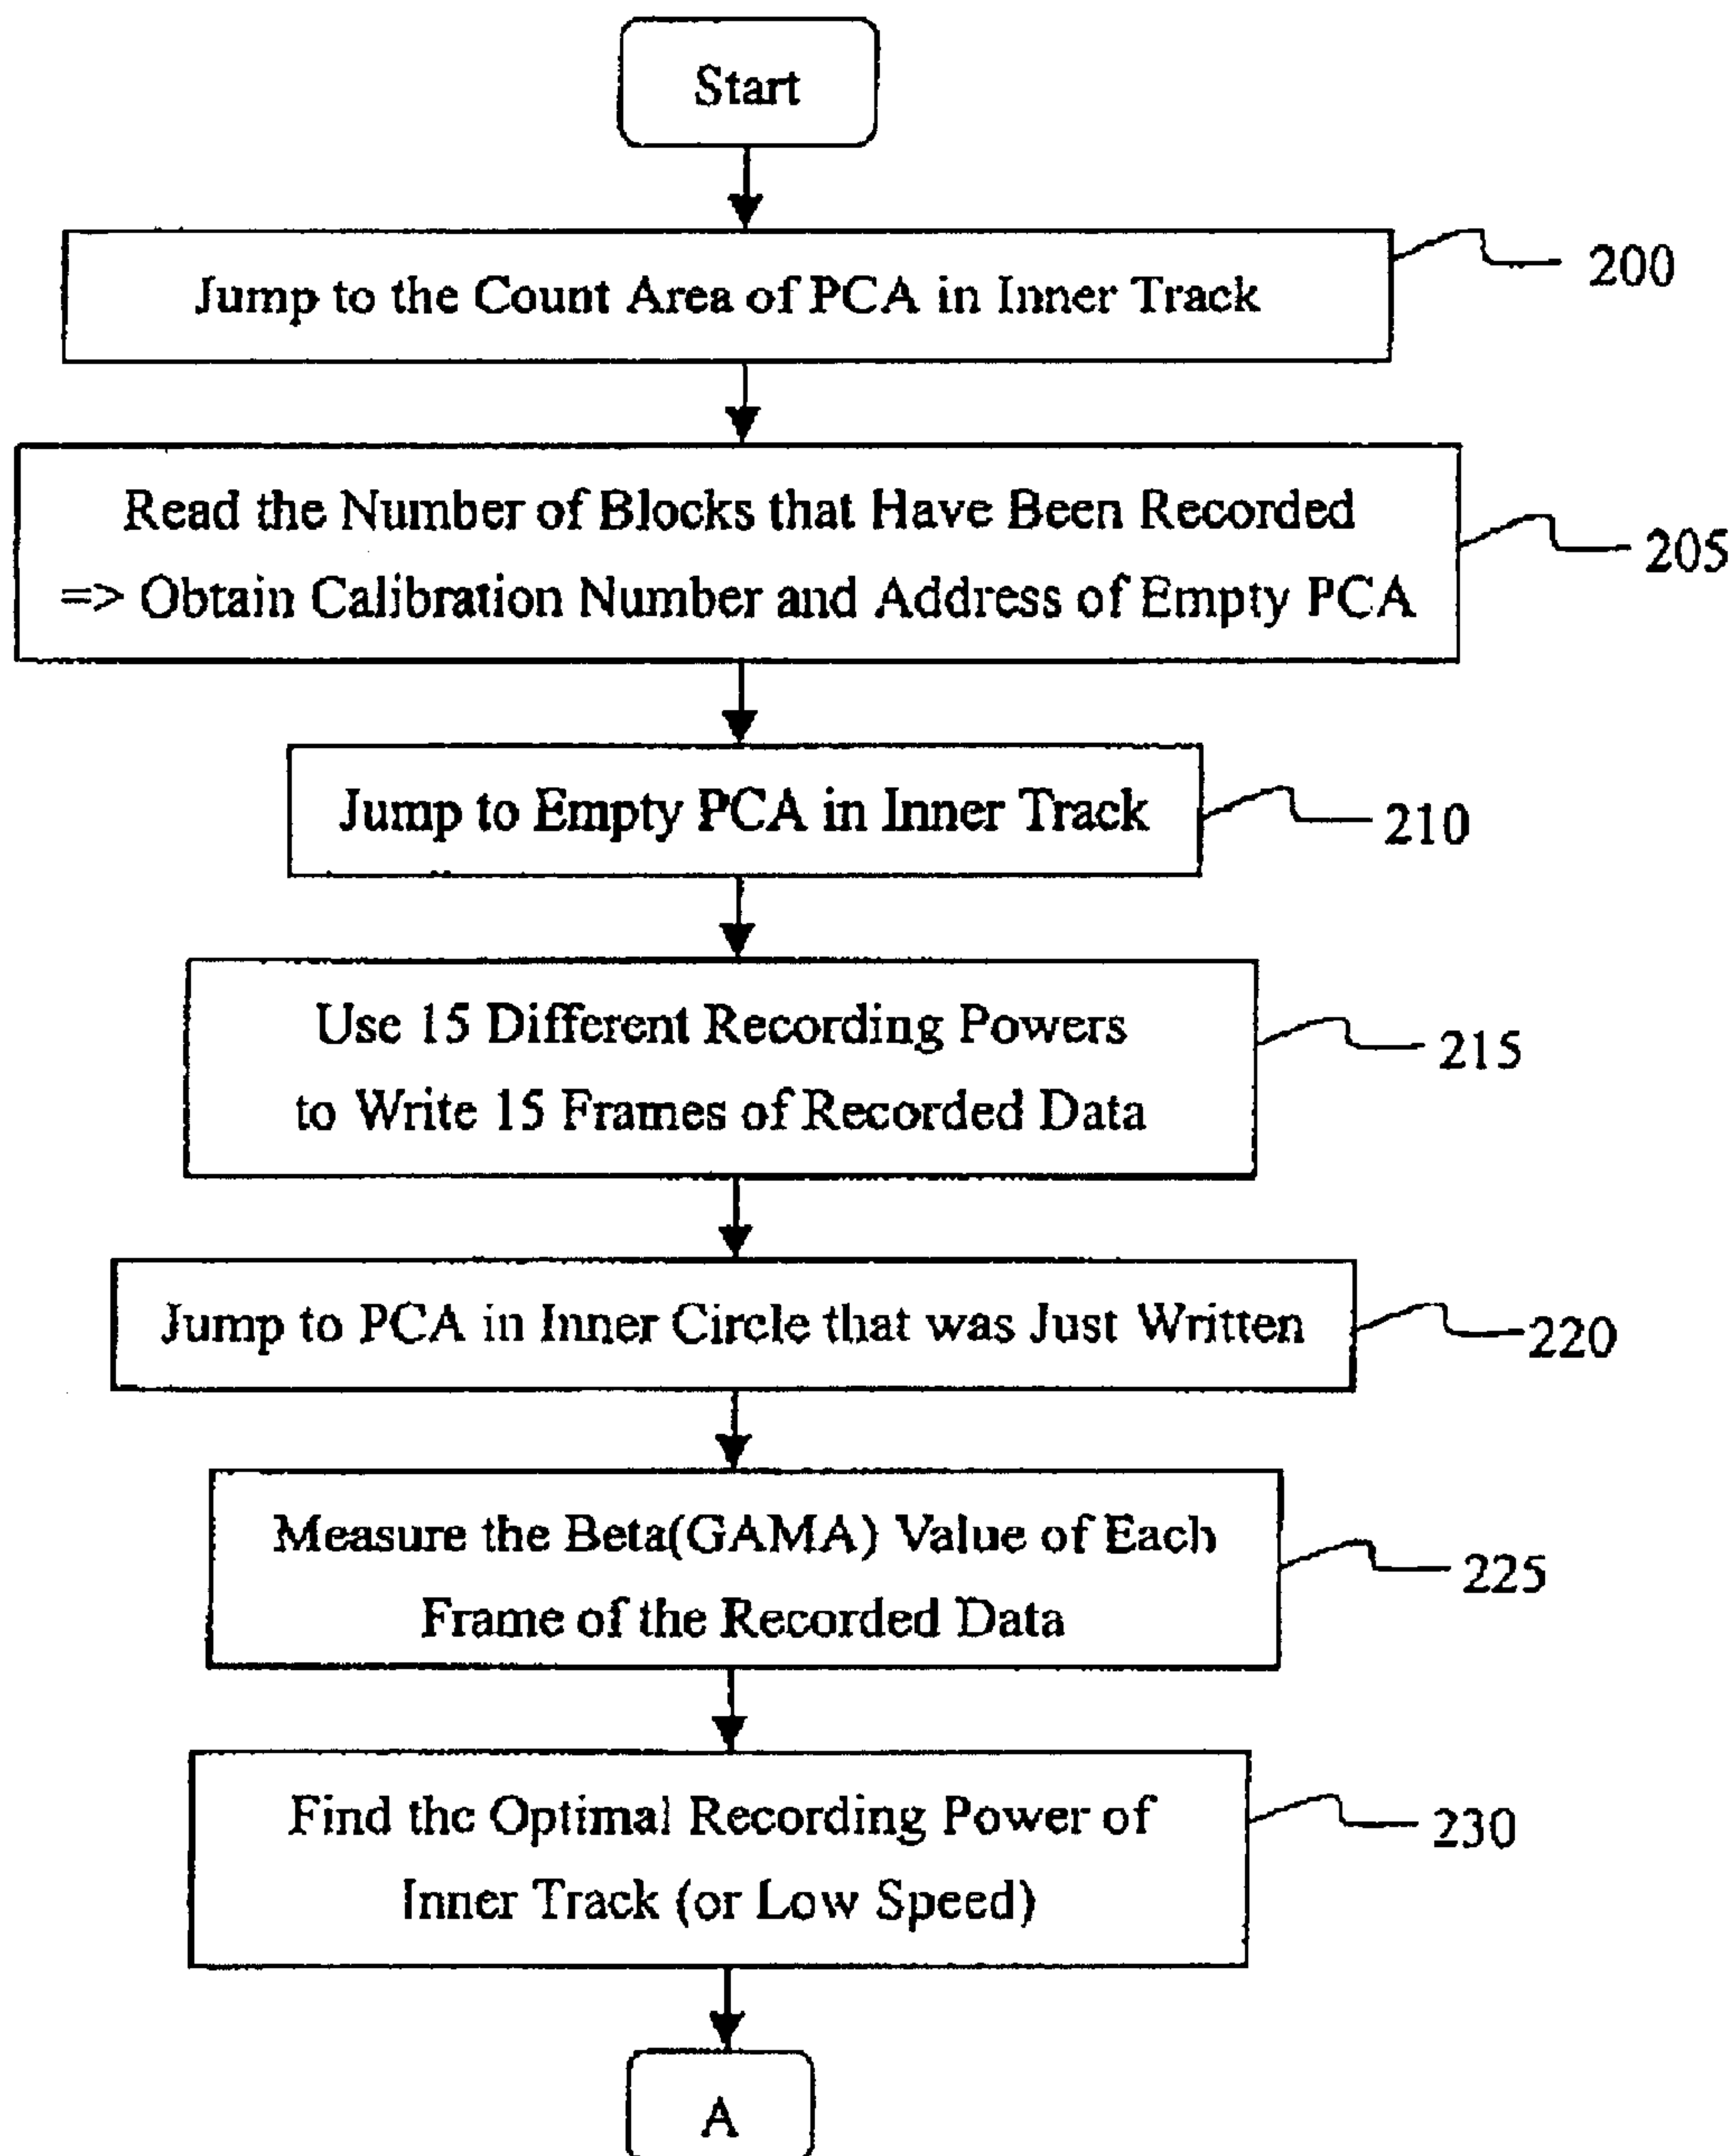 Start
Jump to the Count Area of PCA in Inner Track
200
Read the Number of Blocks that Have Been Recorded
=> Obtain Calibration Number and Address of Empty PCA
205
Jump to Empty PCA in Inner Track
210
Use 15 Different Recording Powers
to Write 15 Frames of Recorded Data
215
Jump to PCA in Inner Circle that was Just Written
220
Measure the Beta(GAMA) Value of Each
Frame of the Recorded Data
225
Find the Optimal Recording Power of
Inner Track (or Low Speed)
230
A